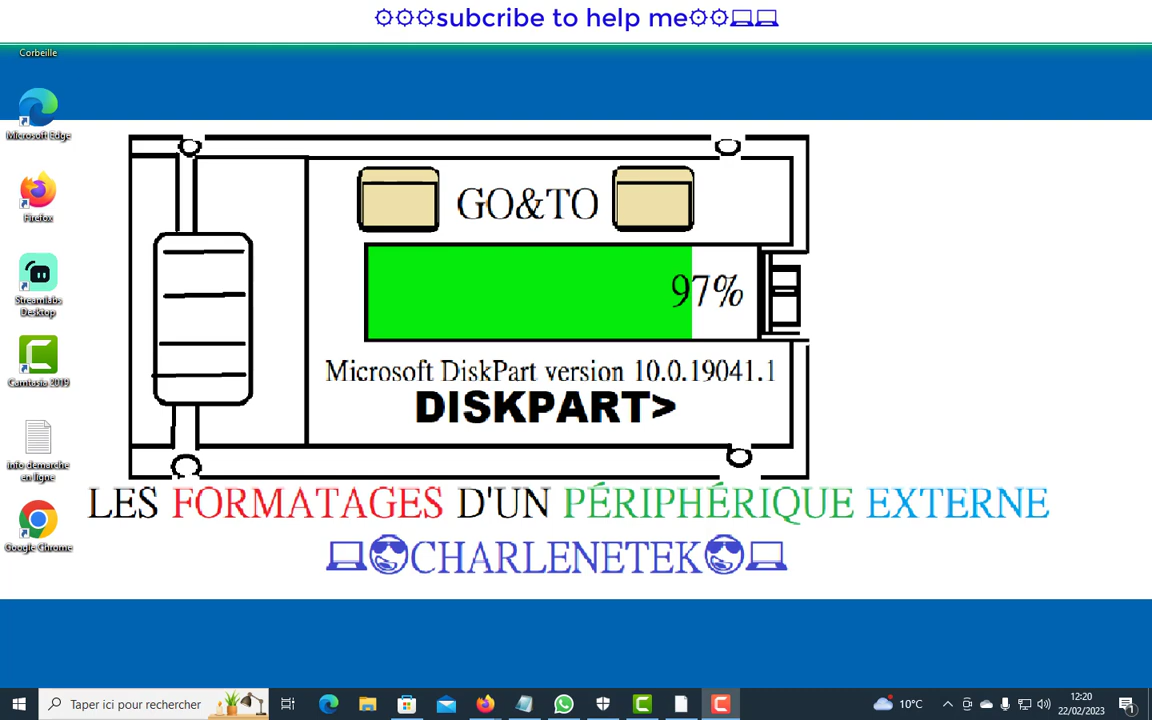 ⚙⚙⚙subcribe to help me⚙⚙💻💻
Corbeille
Microsoft Edge
Firefox
Streamlabs
Desktop
Camtasia 2019
info demarche
en ligne
Google Chrome
GO&TO
97%
Microsoft DiskPart version 10.0.19041.1
DISKPART>
LES FORMATAGES D'UN PÉRIPHÉRIQUE EXTERNE
💻😎CHARLENETEK😎💻
Taper ici pour rechercher
10°C
12:20
22/02/2023
1